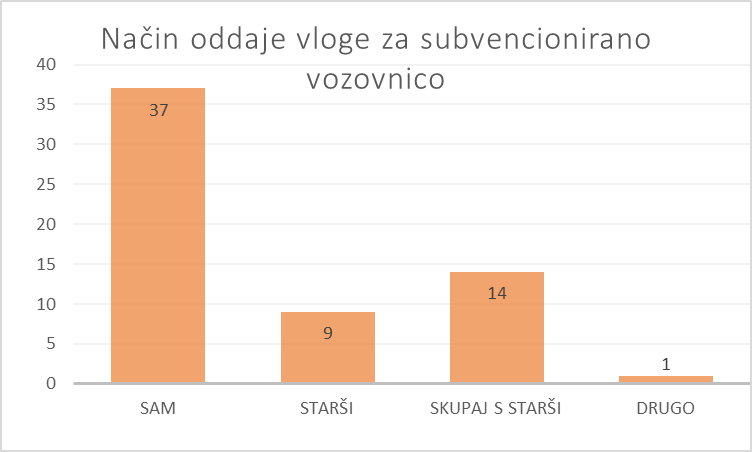 Način oddaje vloge za subvencionirano
vozovnico
40
35
30
25
20
15
10
5
0
37
9
14
1
SAM
STARŠI
SKUPAJ S STARŠI
DRUGO